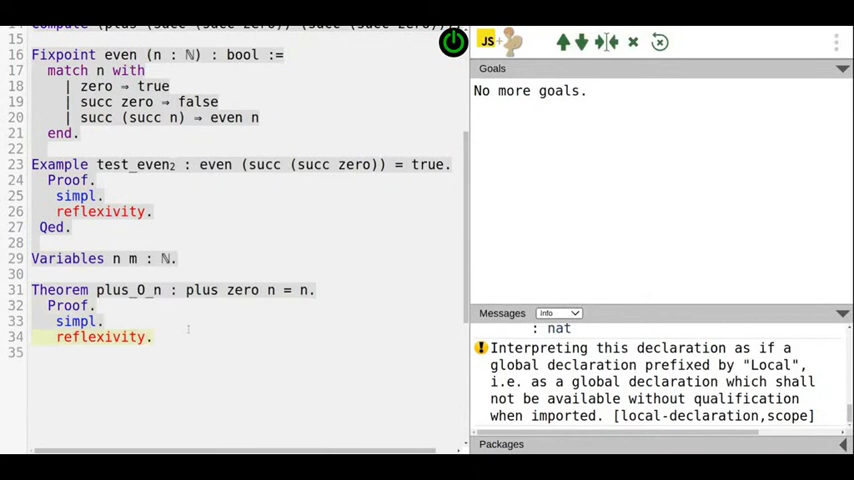 15
16 Fixpoint even (n : ℕ) : bool :=
17 match n with
18 | zero ⇒ true
19 | succ zero ⇒ false
20 | succ (succ n) ⇒ even n
21 end.
22
23 Example test_even₂ : even (succ (succ zero)) = true.
24 Proof.
25 simpl.
26 reflexivity.
27 Qed.
28
29 Variables n m : ℕ.
30
31 Theorem plus_O_n : plus zero n = n.
32 Proof.
33 simpl.
34 reflexivity.
35
JS
Goals
No more goals.
Messages Info
: nat
Interpreting this declaration as if a
global declaration prefixed by "Local",
i.e. as a global declaration which shall
not be available without qualification
when imported. [local-declaration,scope]
Packages